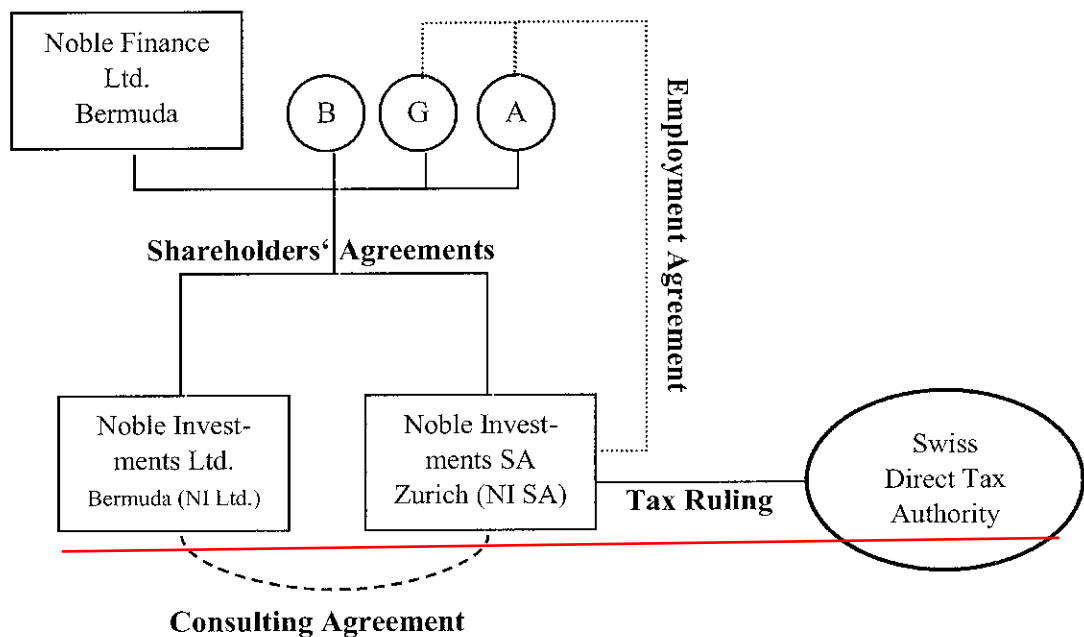 Noble Finance
Ltd.
Bermuda
B
G
A
Employment Agreement
Shareholders‘ Agreements
Noble Invest-
ments Ltd.
Bermuda (NI Ltd.)
Noble Invest-
ments SA
Zurich (NI SA)
Tax Ruling
Swiss
Direct Tax
Authority
Consulting Agreement